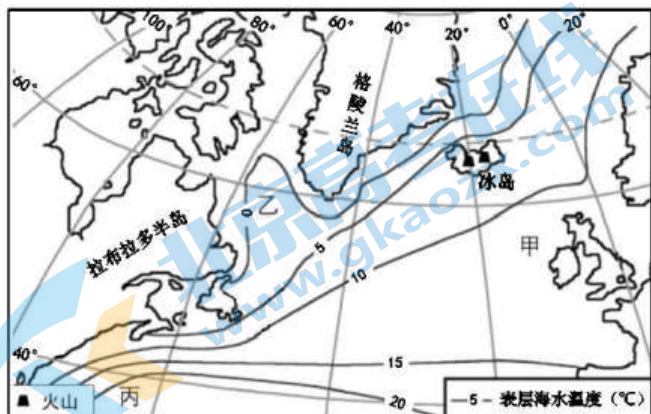 100°
80°
60°
40°
20°
0°
20°
60°
格陵兰岛
冰岛
拉布拉多半岛
乙
0
5
10
甲
40°
15
20
丙
火山
—5— 表层海水温度（℃）
北京高考在线
www.gkaozx.com